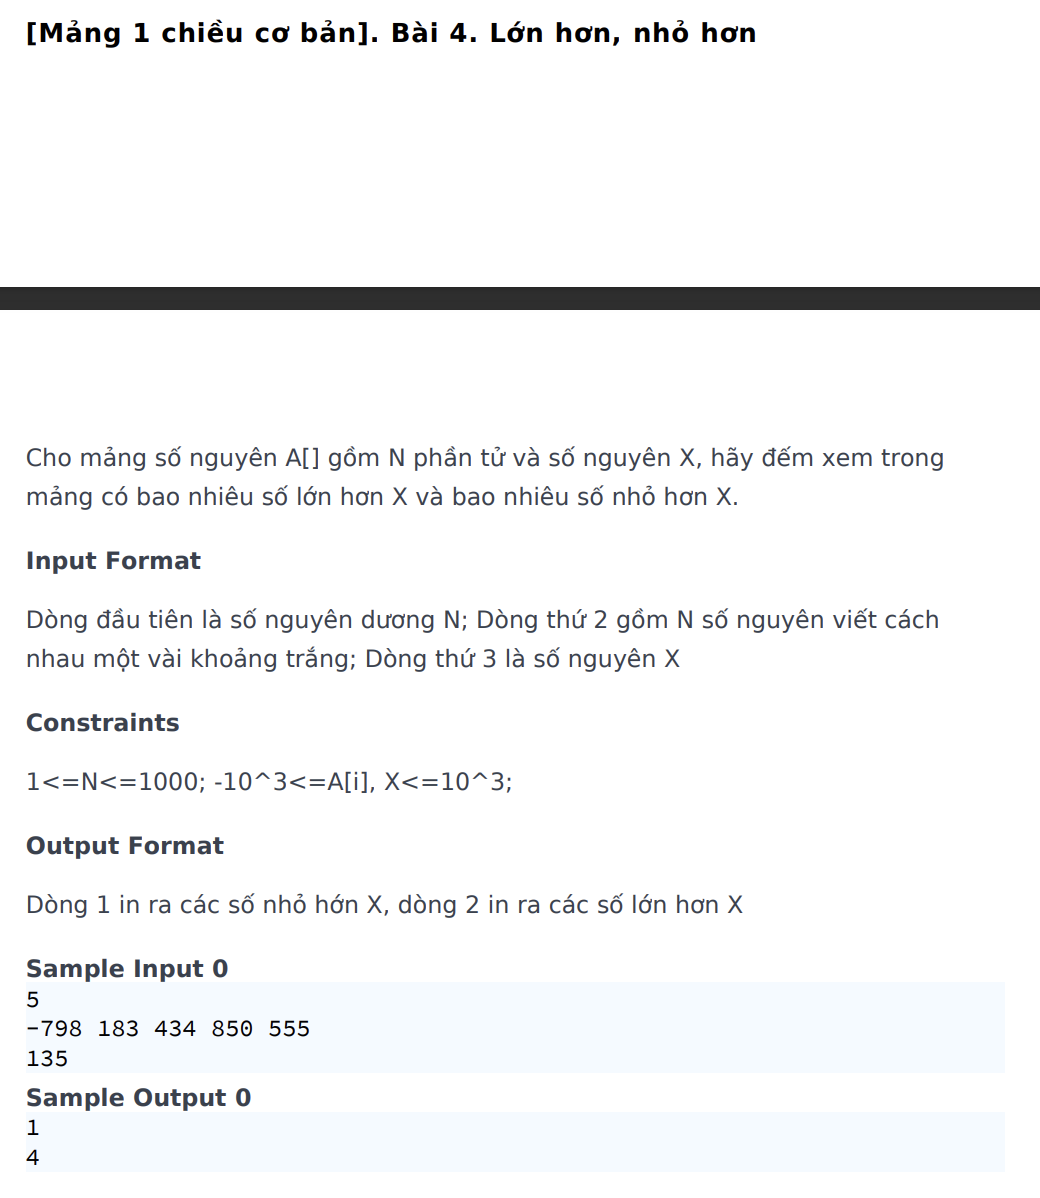 [Mảng 1 chiều cơ bản]. Bài 4. Lớn hơn, nhỏ hơn
Cho mảng số nguyên A[] gồm N phần tử và số nguyên X, hãy đếm xem trong
mảng có bao nhiêu số lớn hơn X và bao nhiêu số nhỏ hơn X.
Input Format
Dòng đầu tiên là số nguyên dương N; Dòng thứ 2 gồm N số nguyên viết cách
nhau một vài khoảng trắng; Dòng thứ 3 là số nguyên X
Constraints
1<=N<=1000; -10^3<=A[i], X<=10^3;
Output Format
Dòng 1 in ra các số nhỏ hớn X, dòng 2 in ra các số lớn hơn X
Sample Input 0
5
-798 183 434 850 555
135
Sample Output 0
1
4